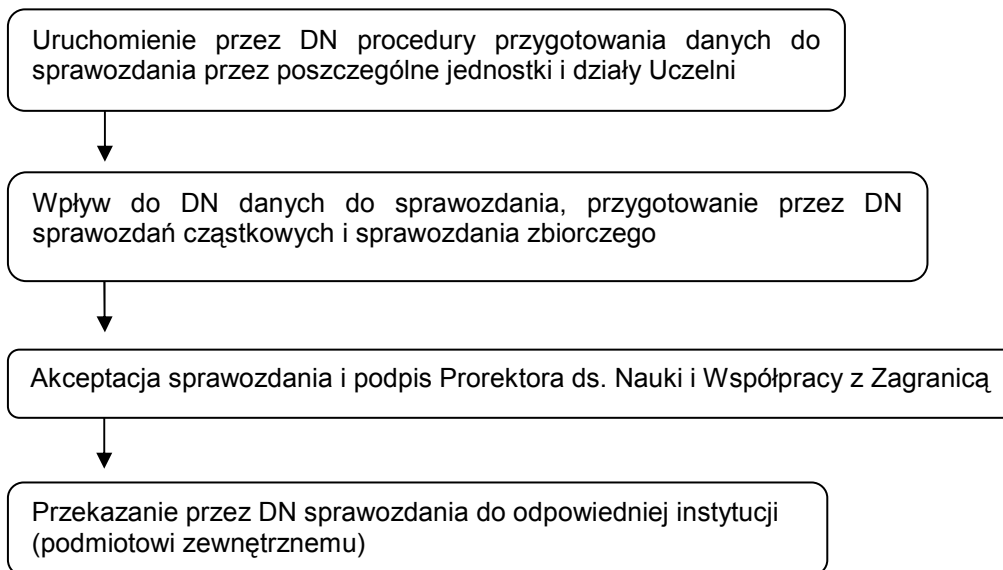 Uruchomienie przez DN procedury przygotowania danych do
sprawozdania przez poszczególne jednostki i działy Uczelni
Wpływ do DN danych do sprawozdania, przygotowanie przez DN
sprawozdań cząstkowych i sprawozdania zbiorczego
Akceptacja sprawozdania i podpis Prorektora ds. Nauki i Współpracy z Zagranicą
Przekazanie przez DN sprawozdania do odpowiedniej instytucji
(podmiotowi zewnętrznemu)